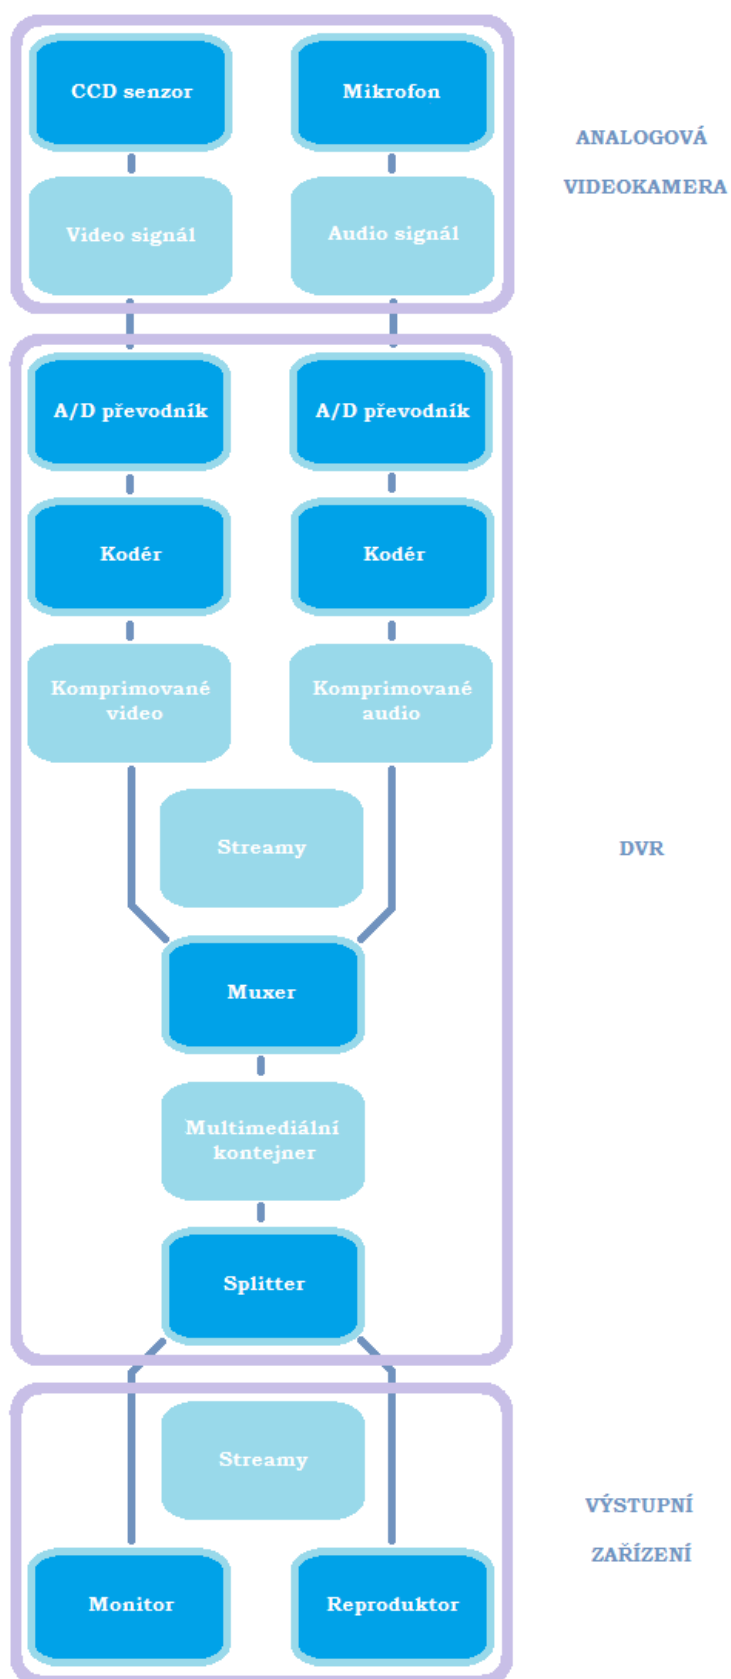 CCD senzor
Mikrofon
ANALOGOVÁ
VIDEOKAMERA
Video signál
Audio signál
A/D převodník
A/D převodník
Kodér
Kodér
Komprimované
video
Komprimované
audio
Streamy
DVR
Muxer
Multimediální
kontejner
Splitter
Streamy
VÝSTUPNÍ
ZAŘÍZENÍ
Monitor
Reproduktor